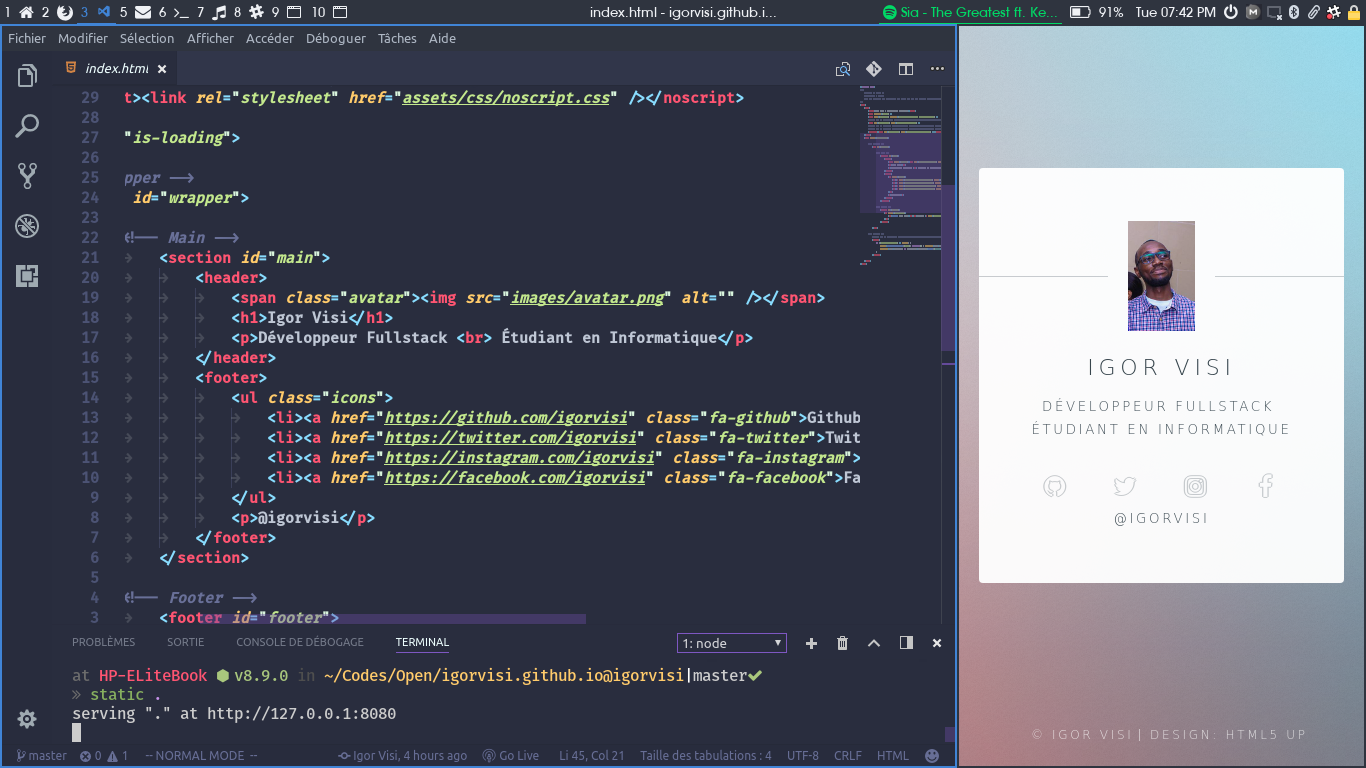 1 2 3 4 5 6 7 8 9 10 index.html - igorvisi.github.i... Sia - The Greatest ft. Ke... 91% Tue 07:42 PM
Fichier Modifier Sélection Afficher Accéder Déboguer Tâches Aide
index.html
29 t><link rel="stylesheet" href="assets/css/noscript.css" /></noscript>
28
27 "is-loading">
26
25 pper -->
24 id="wrapper">
23
22 <!-- Main -->
21 <section id="main">
20 <header>
19 <span class="avatar"><img src="images/avatar.png" alt="" /></span>
18 <h1>Igor Visi</h1>
17 <p>Développeur Fullstack <br> Étudiant en Informatique</p>
16 </header>
15 <footer>
14 <ul class="icons">
13 <li><a href="https://github.com/igorvisi" class="fa-github">Github
12 <li><a href="https://twitter.com/igorvisi" class="fa-twitter">Twit
11 <li><a href="https://instagram.com/igorvisi" class="fa-instagram">
10 <li><a href="https://facebook.com/igorvisi" class="fa-facebook">Fa
9 </ul>
8 <p>@igorvisi</p>
7 </footer>
6 </section>
5
4 <!-- Footer -->
3 <footer id="footer">
PROBLÈMES SORTIE CONSOLE DE DÉBOGAGE TERMINAL 1: node
at HP-ELiteBook v8.9.0 in ~/Codes/Open/igorvisi.github.io@igorvisi|master✔
» static .
serving "." at http://127.0.0.1:8080
master 0 1 -- NORMAL MODE -- Igor Visi, 4 hours ago Go Live Li 45, Col 21 Taille des tabulations : 4 UTF-8 CRLF HTML
IGOR VISI
DÉVELOPPEUR FULLSTACK
ÉTUDIANT EN INFORMATIQUE
@IGORVISI
© IGOR VISI | DESIGN: HTML5 UP